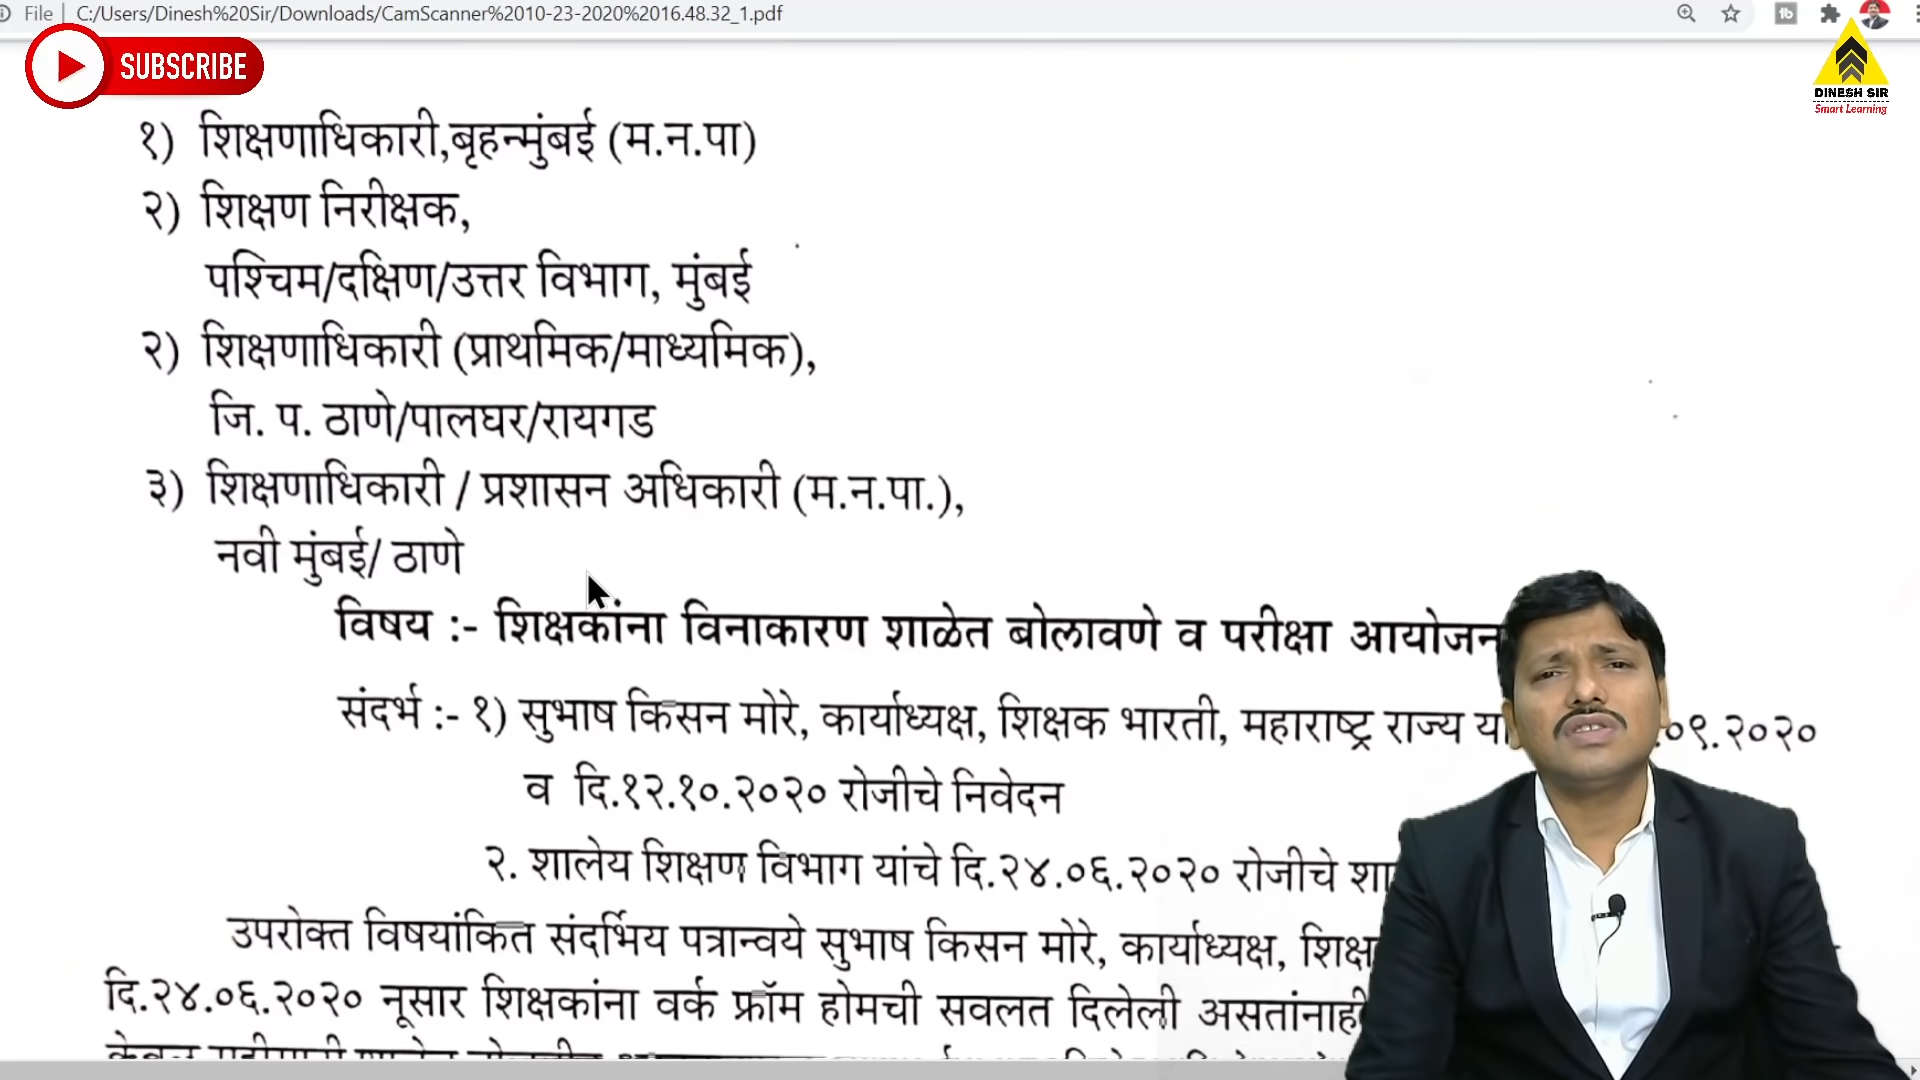 File | C:/Users/Dinesh%20Sir/Downloads/CamScanner%2010-23-2020%2016.48.32_1.pdf
SUBSCRIBE
DINESH SIR
Smart Learning
१) शिक्षणाधिकारी,बृहन्मुंबई (म.न.पा)
२) शिक्षण निरीक्षक,
पश्चिम/दक्षिण/उत्तर विभाग, मुंबई
२) शिक्षणाधिकारी (प्राथमिक/माध्यमिक),
जि. प. ठाणे/पालघर/रायगड
३) शिक्षणाधिकारी / प्रशासन अधिकारी (म.न.पा.),
नवी मुंबई/ ठाणे
विषय :- शिक्षकांना विनाकारण शाळेत बोलावणे व परीक्षा आयोजन
संदर्भ :- १) सुभाष किसन मोरे, कार्याध्यक्ष, शिक्षक भारती, महाराष्ट्र राज्य या .०९.२०२०
व दि.१२.१०.२०२० रोजीचे निवेदन
२. शालेय शिक्षण विभाग यांचे दि.२४.०६.२०२० रोजीचे शा
उपरोक्त विषयांकित संदर्भिय पत्रान्वये सुभाष किसन मोरे, कार्याध्यक्ष, शिक्ष
दि.२४.०६.२०२० नूसार शिक्षकांना वर्क फ्रॉम होमची सवलत दिलेली असतांनाही